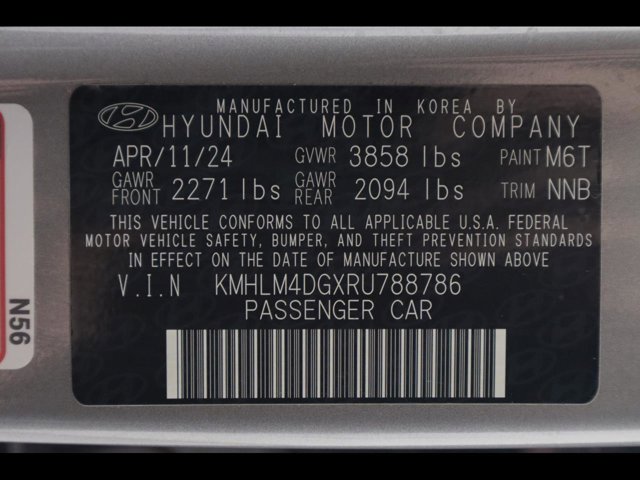 MANUFACTURED IN KOREA BY
HYUNDAI MOTOR COMPANY
APR/11/24 GVWR 3858 lbs PAINT M6T
GAWR FRONT 2271 lbs GAWR REAR 2094 lbs TRIM NNB
THIS VEHICLE CONFORMS TO ALL APPLICABLE U.S.A. FEDERAL
MOTOR VEHICLE SAFETY, BUMPER, AND THEFT PREVENTION STANDARDS
IN EFFECT ON THE DATE OF MANUFACTURE SHOWN ABOVE
V.I.N KMHLM4DGXRU788786
PASSENGER CAR
N56